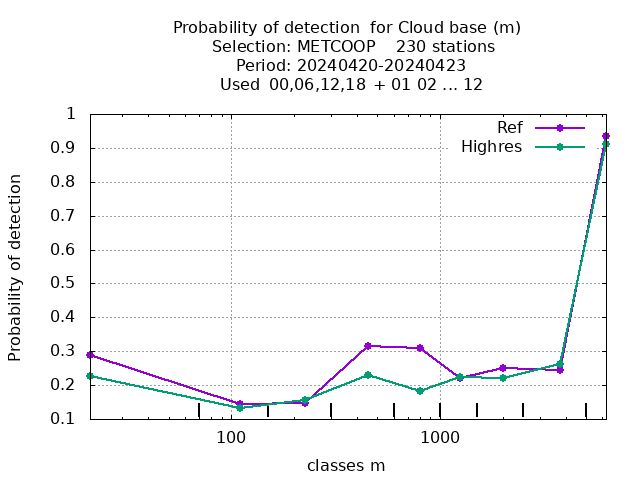 Probability of detection  for Cloud base (m)
Selection: METCOOP    230 stations
Period: 20240420-20240423
Used  00,06,12,18  + 01 02 ... 12
Ref
Highres
1
0.9
0.8
0.7
0.6
0.5
0.4
0.3
0.2
0.1
Probability of detection
100
1000
classes m